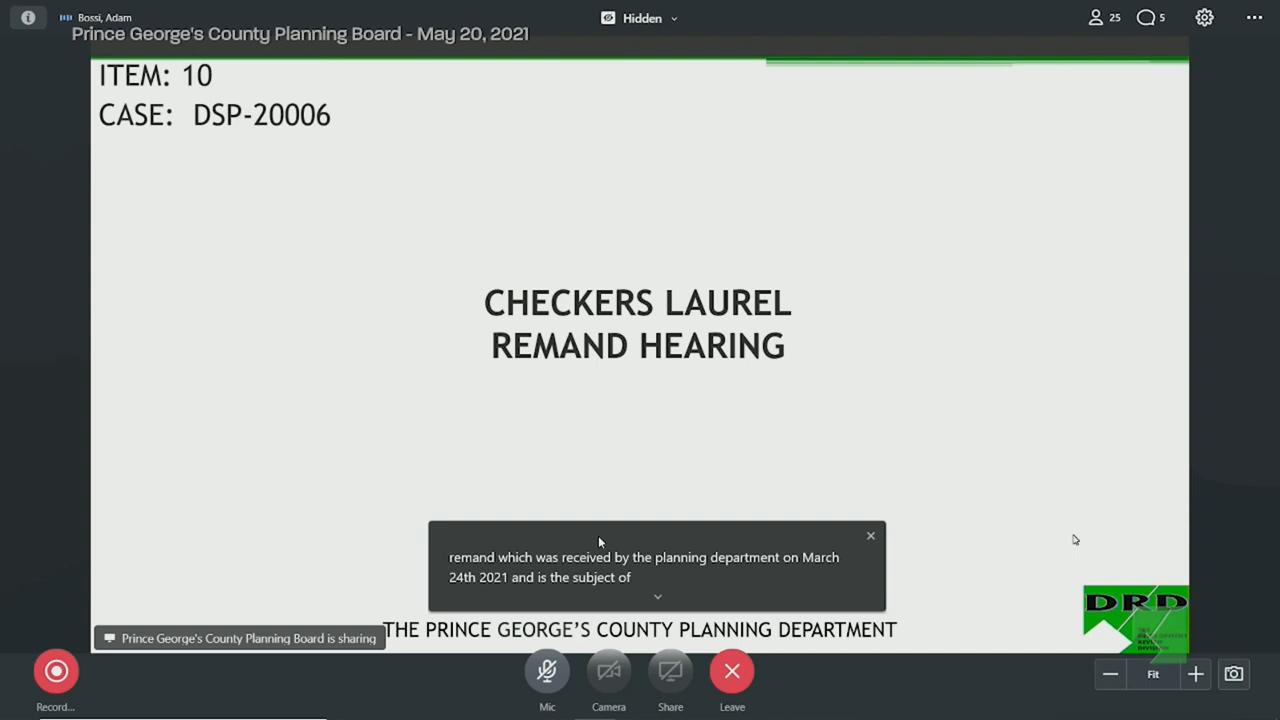 Bossi, Adam
Hidden
25
5
Prince George's County Planning Board - May 20, 2021
ITEM: 10
CASE: DSP-20006
CHECKERS LAUREL
REMAND HEARING
remand which was received by the planning department on March
24th 2021 and is the subject of
THE PRINCE GEORGE'S COUNTY PLANNING DEPARTMENT
Prince George's County Planning Board is sharing
DRD
Record...
Mic
Camera
Share
Leave
Fit